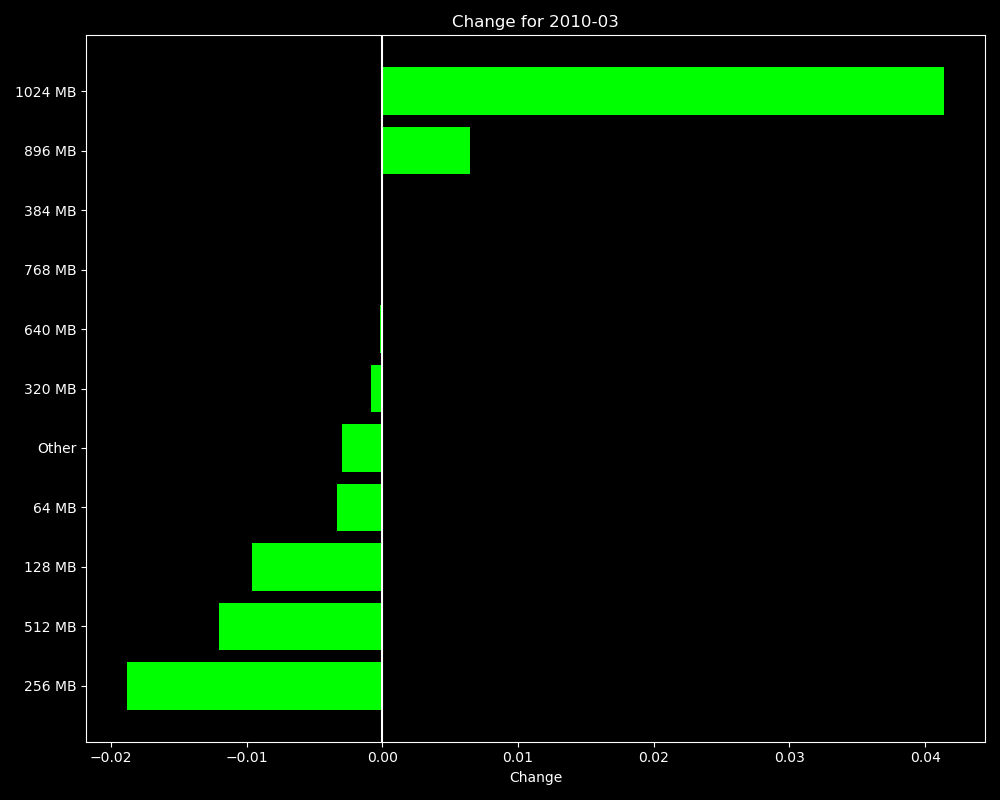 Change for 2010-03
1024 MB
896 MB
384 MB
768 MB
640 MB
320 MB
Other
64 MB
128 MB
512 MB
256 MB
−0.02 −0.01 0.00 0.01 0.02 0.03 0.04
Change